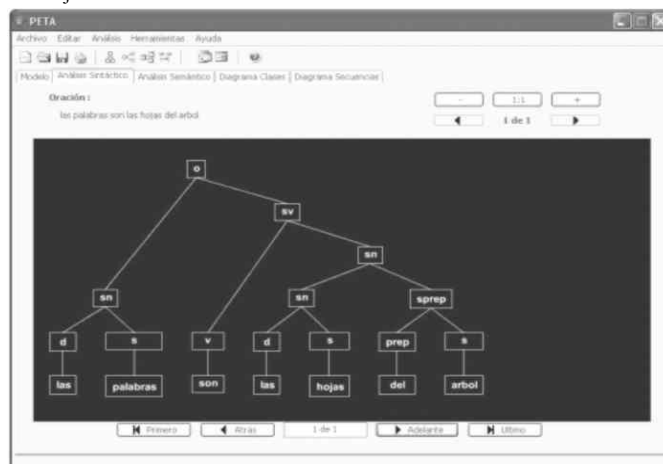 PETA
Archivo Editar Análisis Herramientas Ayuda
Modelo Análisis Sintáctico Análisis Semántico Diagrama Clases Diagrama Secuencias
Oración :
las palabras son las hojas del arbol
- 1:1 +
1 de 1
o
sv
sn
sn sn sprep
d s v d s prep s
las palabras son las hojas del arbol
Primero Atras 1 de 1 Adelante Ultimo